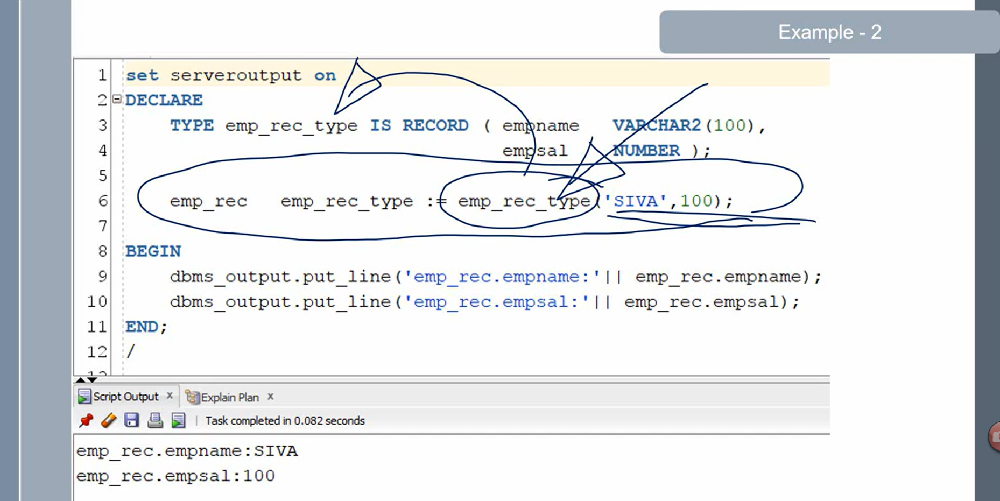 Example - 2
1 set serveroutput on
2 DECLARE
3 TYPE emp_rec_type IS RECORD ( empname VARCHAR2(100),
4 empsal NUMBER );
5
6 emp_rec emp_rec_type := emp_rec_type('SIVA',100);
7
8 BEGIN
9 dbms_output.put_line('emp_rec.empname:'|| emp_rec.empname);
10 dbms_output.put_line('emp_rec.empsal:'|| emp_rec.empsal);
11 END;
12 /
Script Output x Explain Plan x
Task completed in 0.082 seconds
emp_rec.empname:SIVA
emp_rec.empsal:100